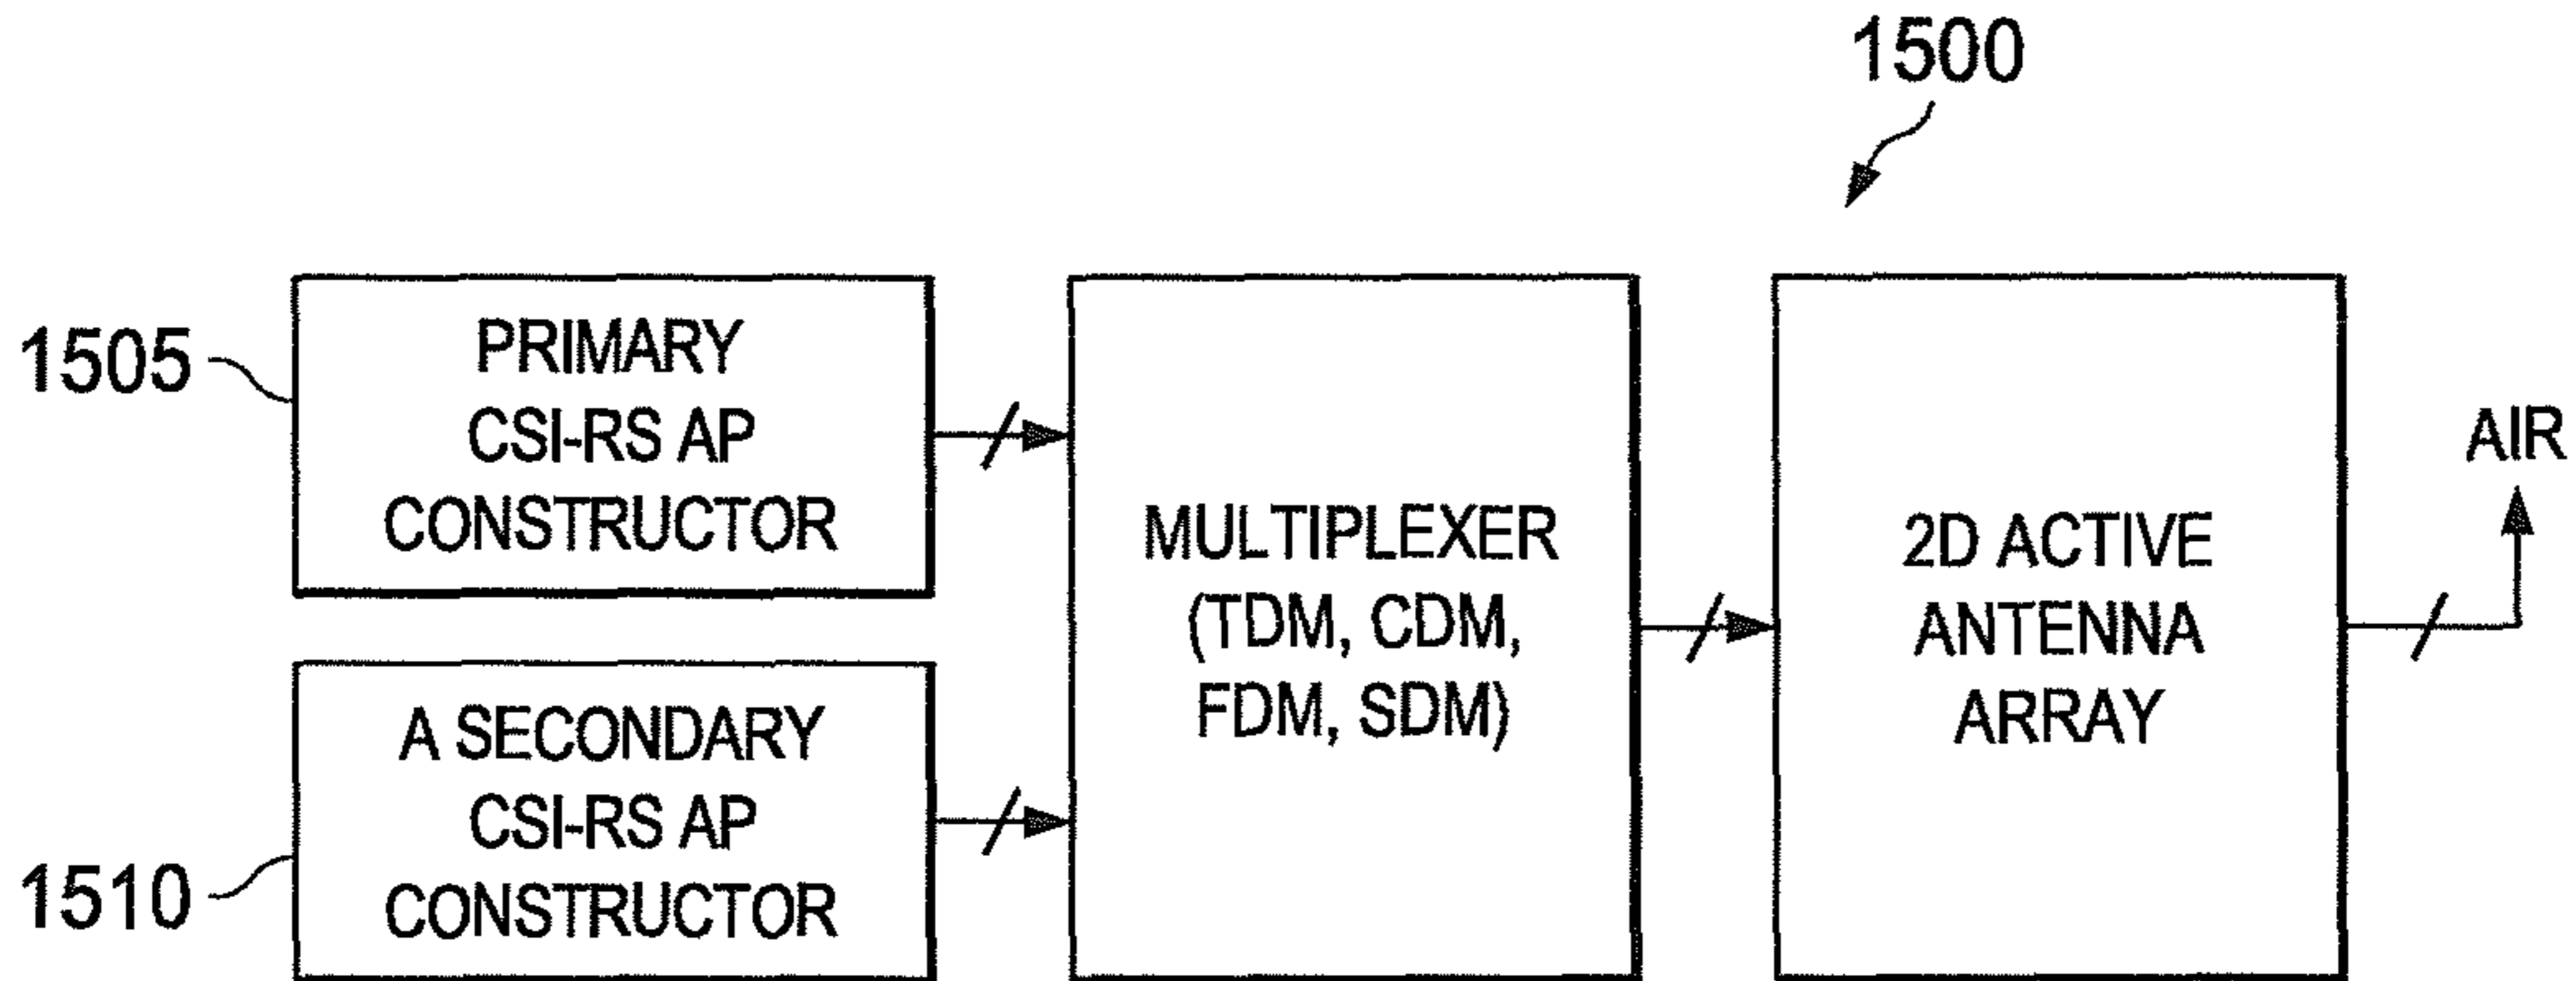 1500
1505
PRIMARY
CSI-RS AP
CONSTRUCTOR
1510
A SECONDARY
CSI-RS AP
CONSTRUCTOR
MULTIPLEXER
(TDM, CDM,
FDM, SDM)
2D ACTIVE
ANTENNA
ARRAY
AIR